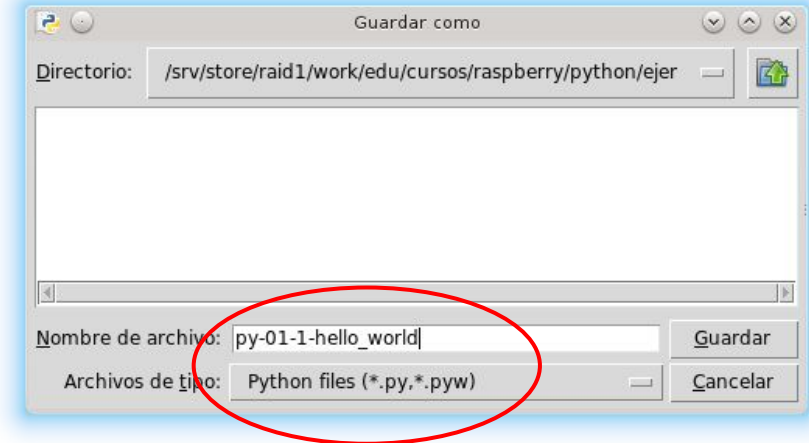 Guardar como
Directorio: /srv/store/raid1/work/edu/cursos/raspberry/python/ejer
Nombre de archivo: py-01-1-hello_world Guardar
Archivos de tipo: Python files (*.py,*.pyw) Cancelar